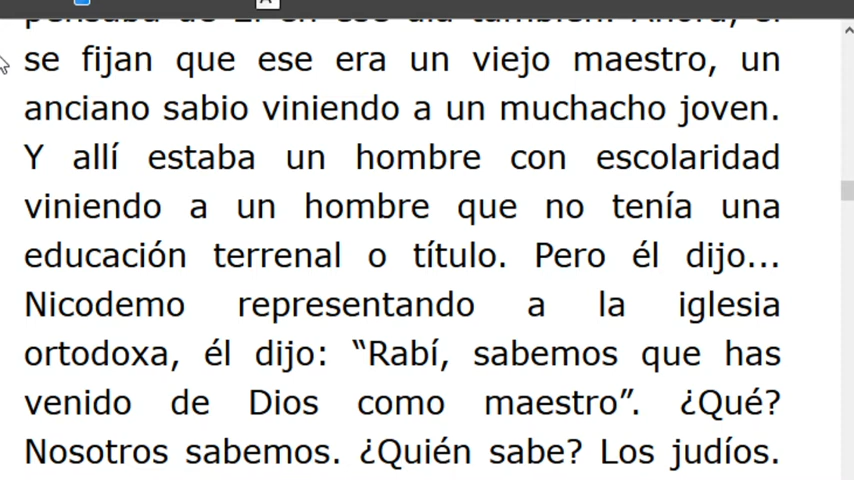 se fijan que ese era un viejo maestro, un
anciano sabio viniendo a un muchacho joven.
Y allí estaba un hombre con escolaridad
viniendo a un hombre que no tenía una
educación terrenal o título. Pero él dijo…
Nicodemo representando a la iglesia
ortodoxa, él dijo: “Rabí, sabemos que has
venido de Dios como maestro”. ¿Qué?
Nosotros sabemos. ¿Quién sabe? Los judíos.